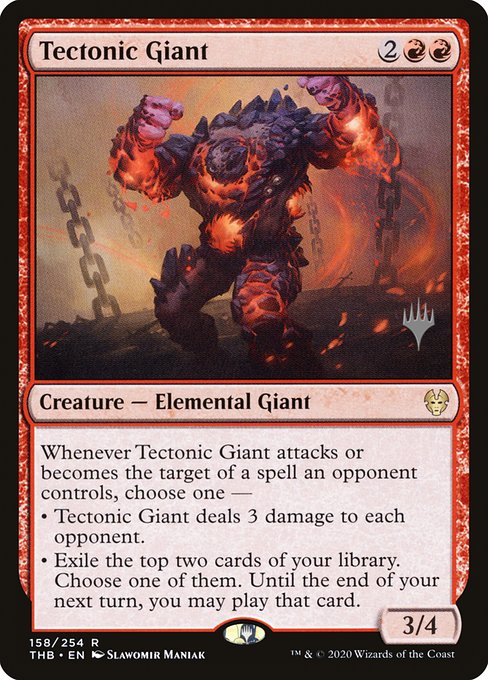 Tectonic Giant 2
Creature — Elemental Giant
Whenever Tectonic Giant attacks or
becomes the target of a spell an opponent
controls, choose one —
• Tectonic Giant deals 3 damage to each
opponent.
• Exile the top two cards of your library.
Choose one of them. Until the end of your
next turn, you may play that card.
3/4
158/254 R
THB • EN Slawomir Maniak
™ & © 2020 Wizards of the Coast